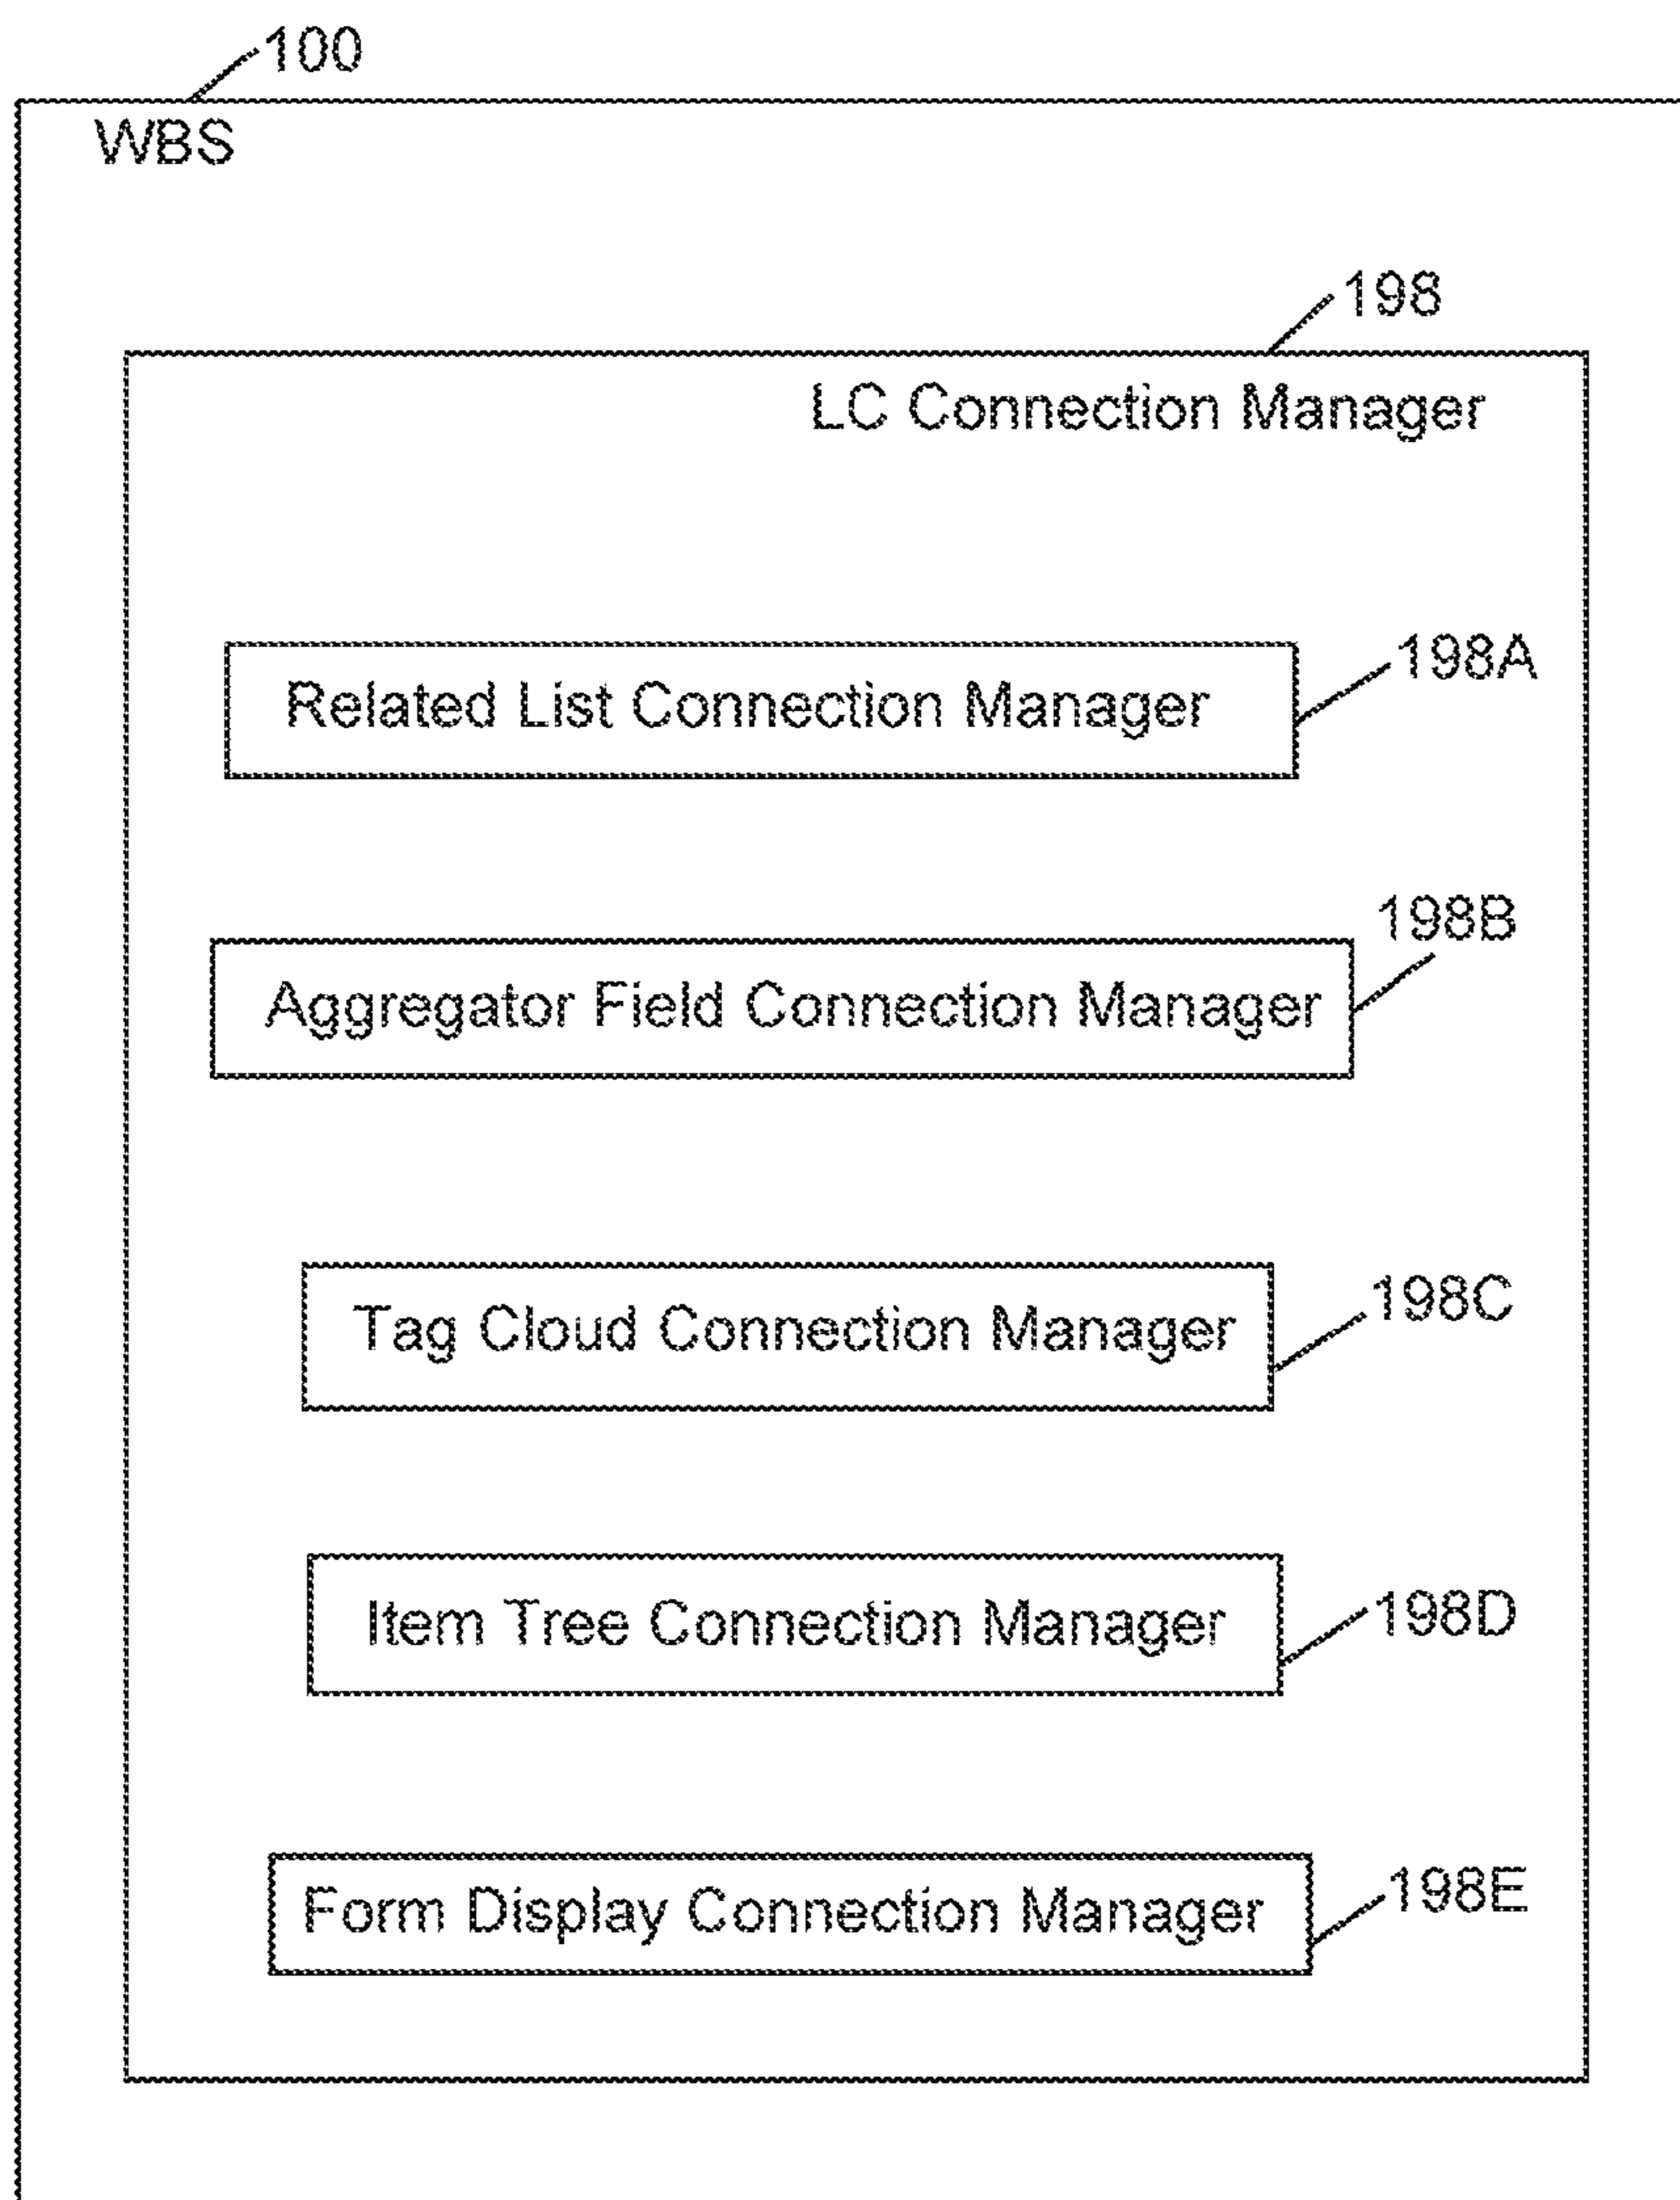 100
WBS
198
LC Connection Manager
198A
Related List Connection Manager
198B
Aggregator Field Connection Manager
198C
Tag Cloud Connection Manager
198D
Item Tree Connection Manager
198E
Form Display Connection Manager